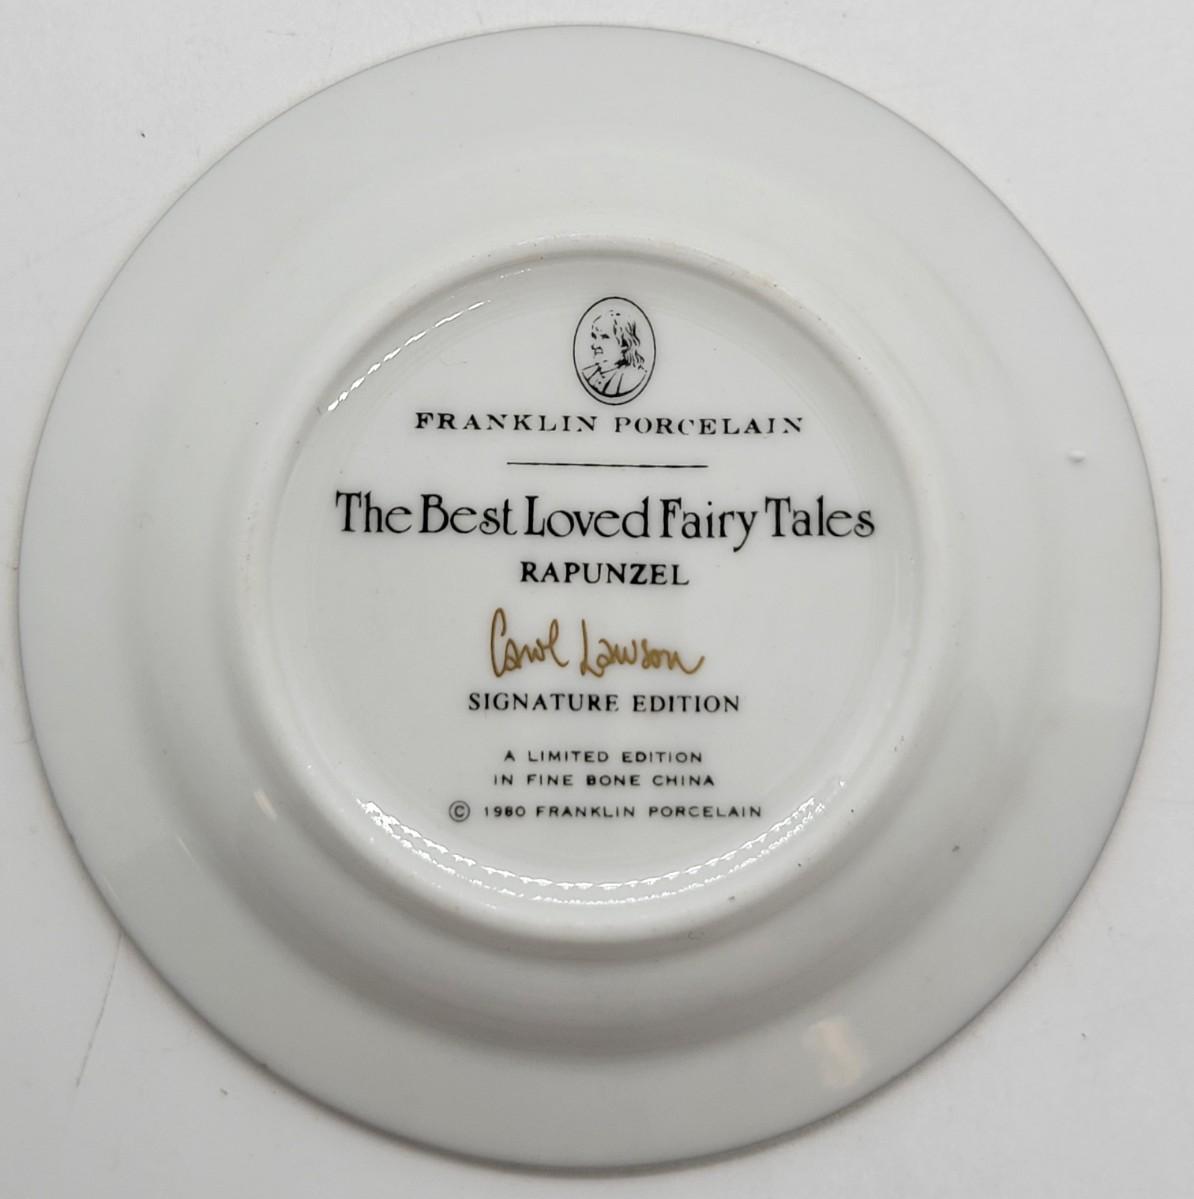 FRANKLIN PORCELAIN
The Best Loved Fairy Tales
RAPUNZEL
Carol Lawson
SIGNATURE EDITION
A LIMITED EDITION
IN FINE BONE CHINA
© 1980 FRANKLIN PORCELAIN